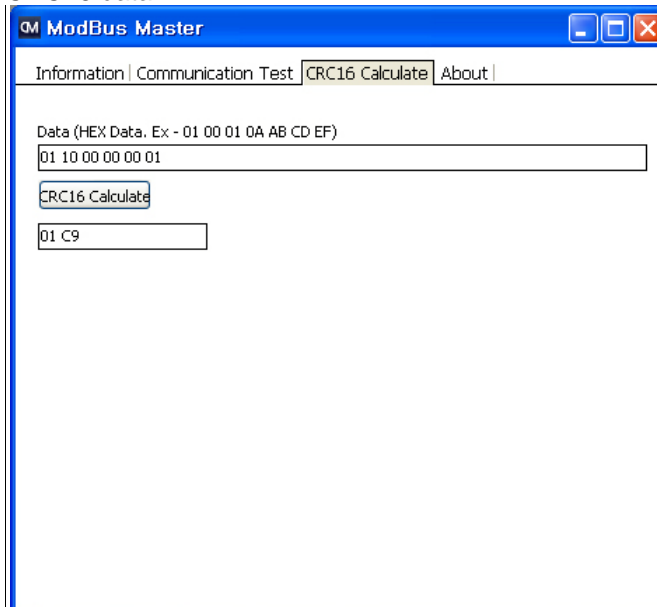 ModBus Master
Information | Communication Test | CRC16 Calculate | About |
Data (HEX Data. Ex - 01 00 01 0A AB CD EF)
01 10 00 00 00 01
CRC16 Calculate
01 C9